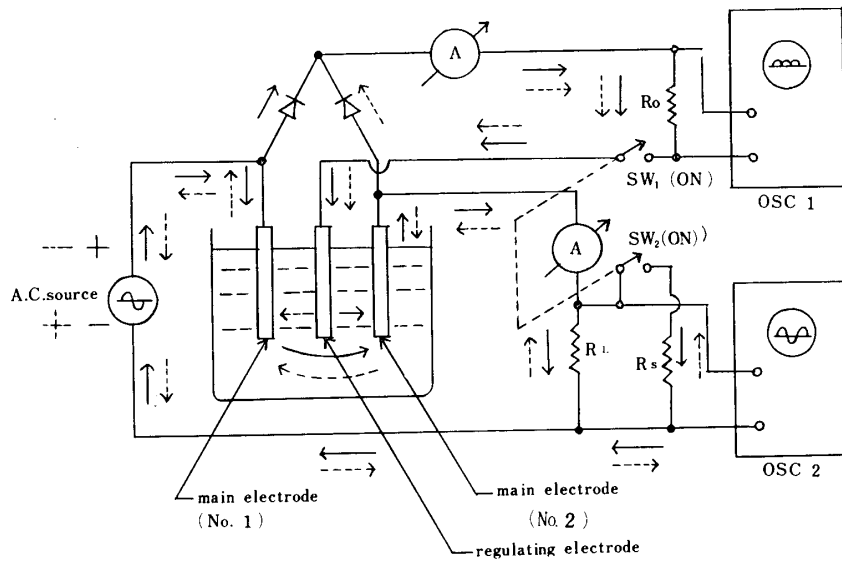 A
Ro
SW₁ (ON)
OSC 1
A
SW₂(ON))
A.C.source
R
Rs
OSC 2
main electrode
(No. 1)
main electrode
(No. 2)
regulating electrode